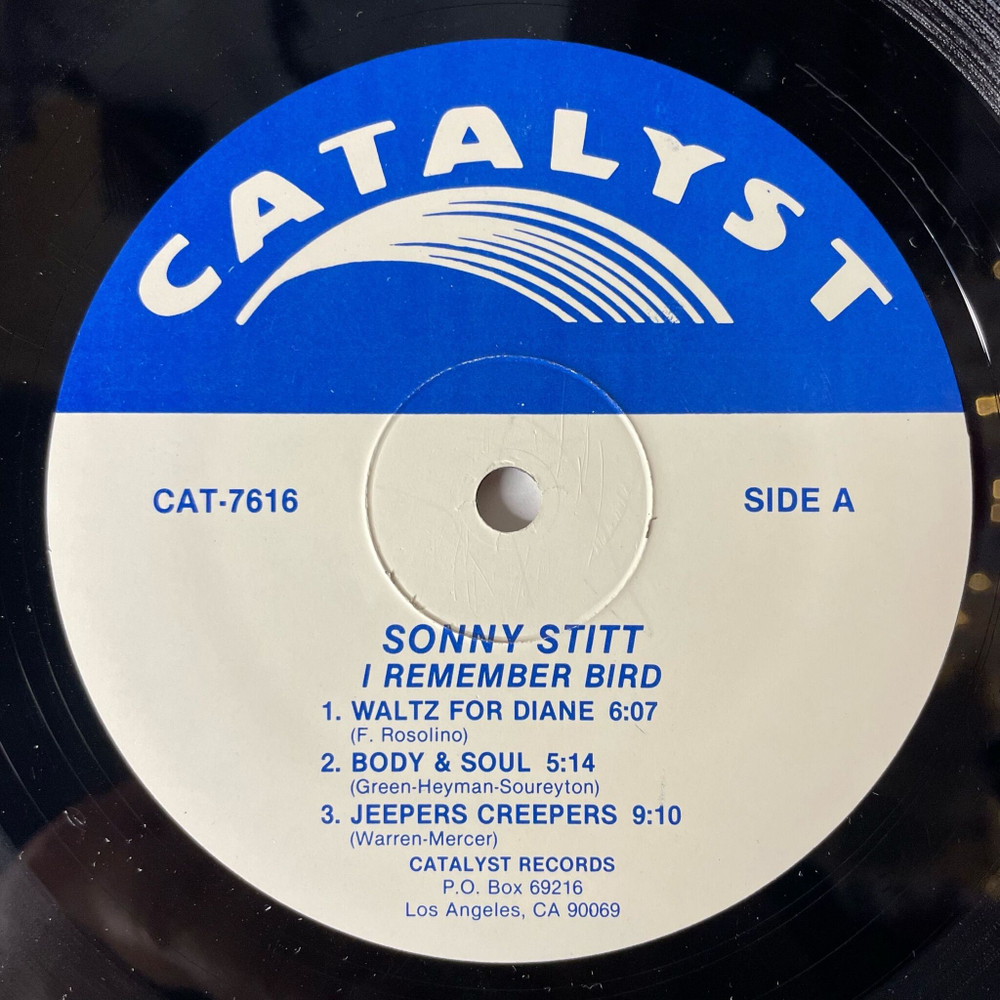 CATALYST
CAT-7616
SIDE A
SONNY STITT
I REMEMBER BIRD
1. WALTZ FOR DIANE 6:07
(F. Rosolino)
2. BODY & SOUL 5:14
(Green-Heyman-Soureyton)
3. JEEPERS CREEPERS 9:10
(Warren-Mercer)
CATALYST RECORDS
P.O. Box 69216
Los Angeles, CA 90069